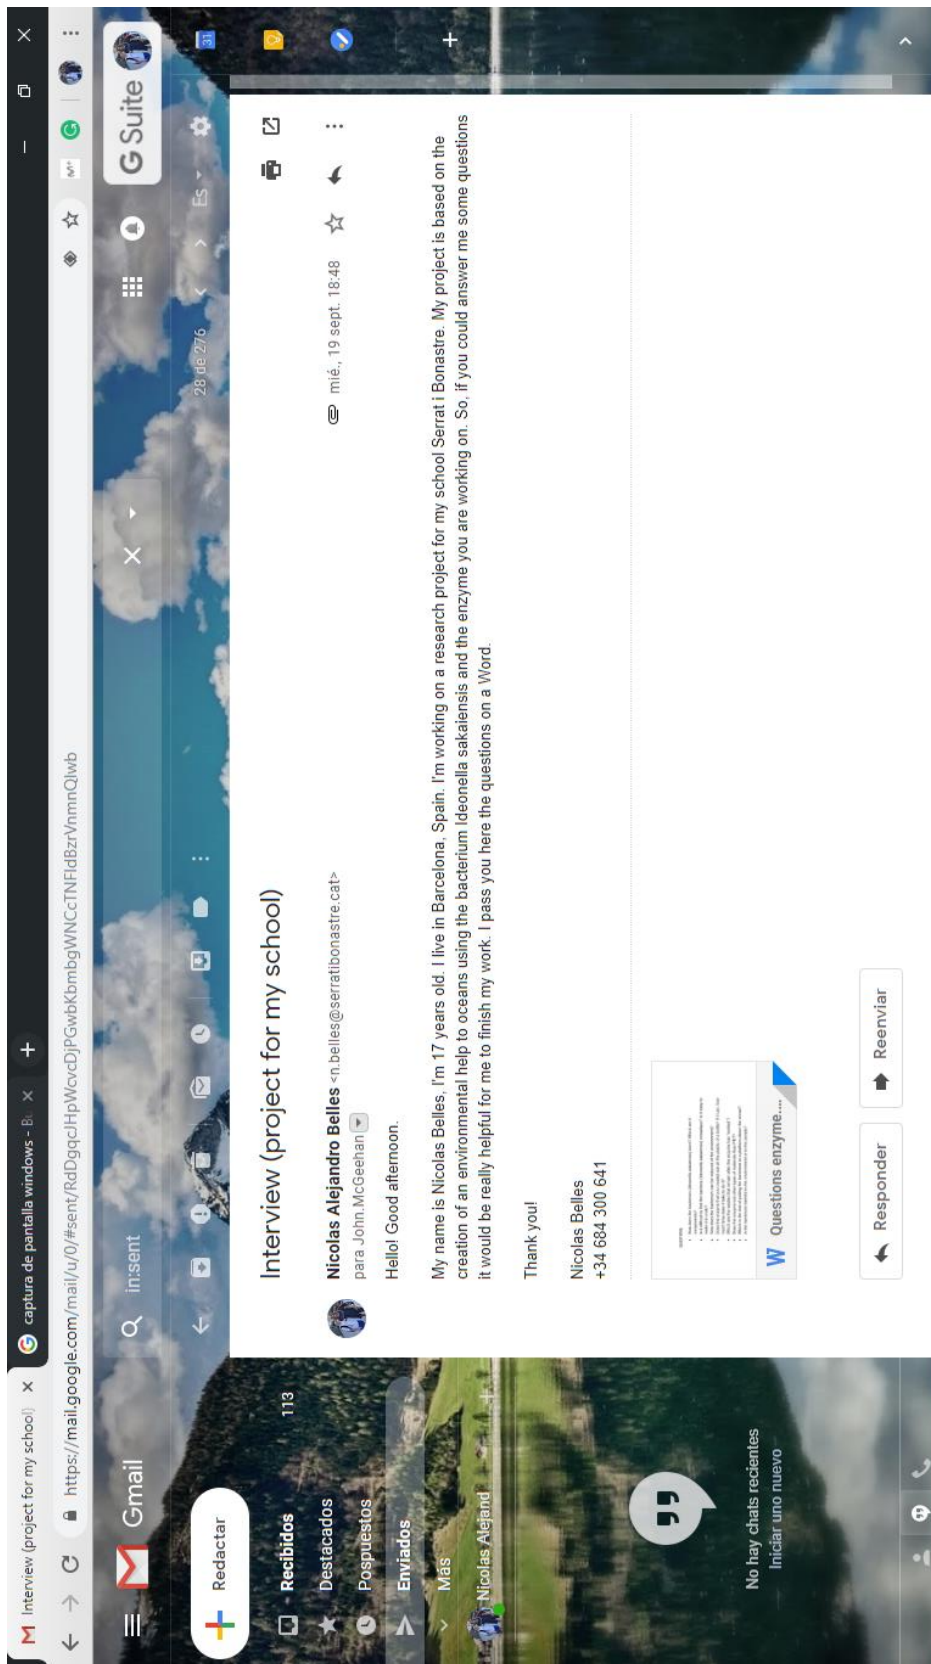 Interview (project for my school)
captura de pantalla windows - Bu
https://mail.google.com/mail/u/0/#sent/RdDgqcJHpWcvcDjPGwbKbmbgWNCcTNFldBzrVnmnQlwb
Gmail
in:sent
G Suite
Redactar
28 de 276
Es
31
Recibidos 113
Destacados
Pospuestos
Enviados
Más
Nicolas Alejand
No hay chats recientes
Iniciar uno nuevo
Interview (project for my school)
Nicolas Alejandro Belles <n.belles@serratibonastre.cat>
mié., 19 sept. 18:48
para John.McGeehan
Hello! Good afternoon.
My name is Nicolas Belles, I'm 17 years old. I live in Barcelona, Spain. I'm working on a research project for my school Serrat i Bonastre. My project is based on the
creation of an environmental help to oceans using the bacterium Ideonella sakaiensis and the enzyme you are working on. So, if you could answer me some questions
it would be really helpful for me to finish my work. I pass you here the questions on a Word.
Thank you!
Nicolas Belles
+34 684 300 641
W Questions enzyme....
Responder
Reenviar